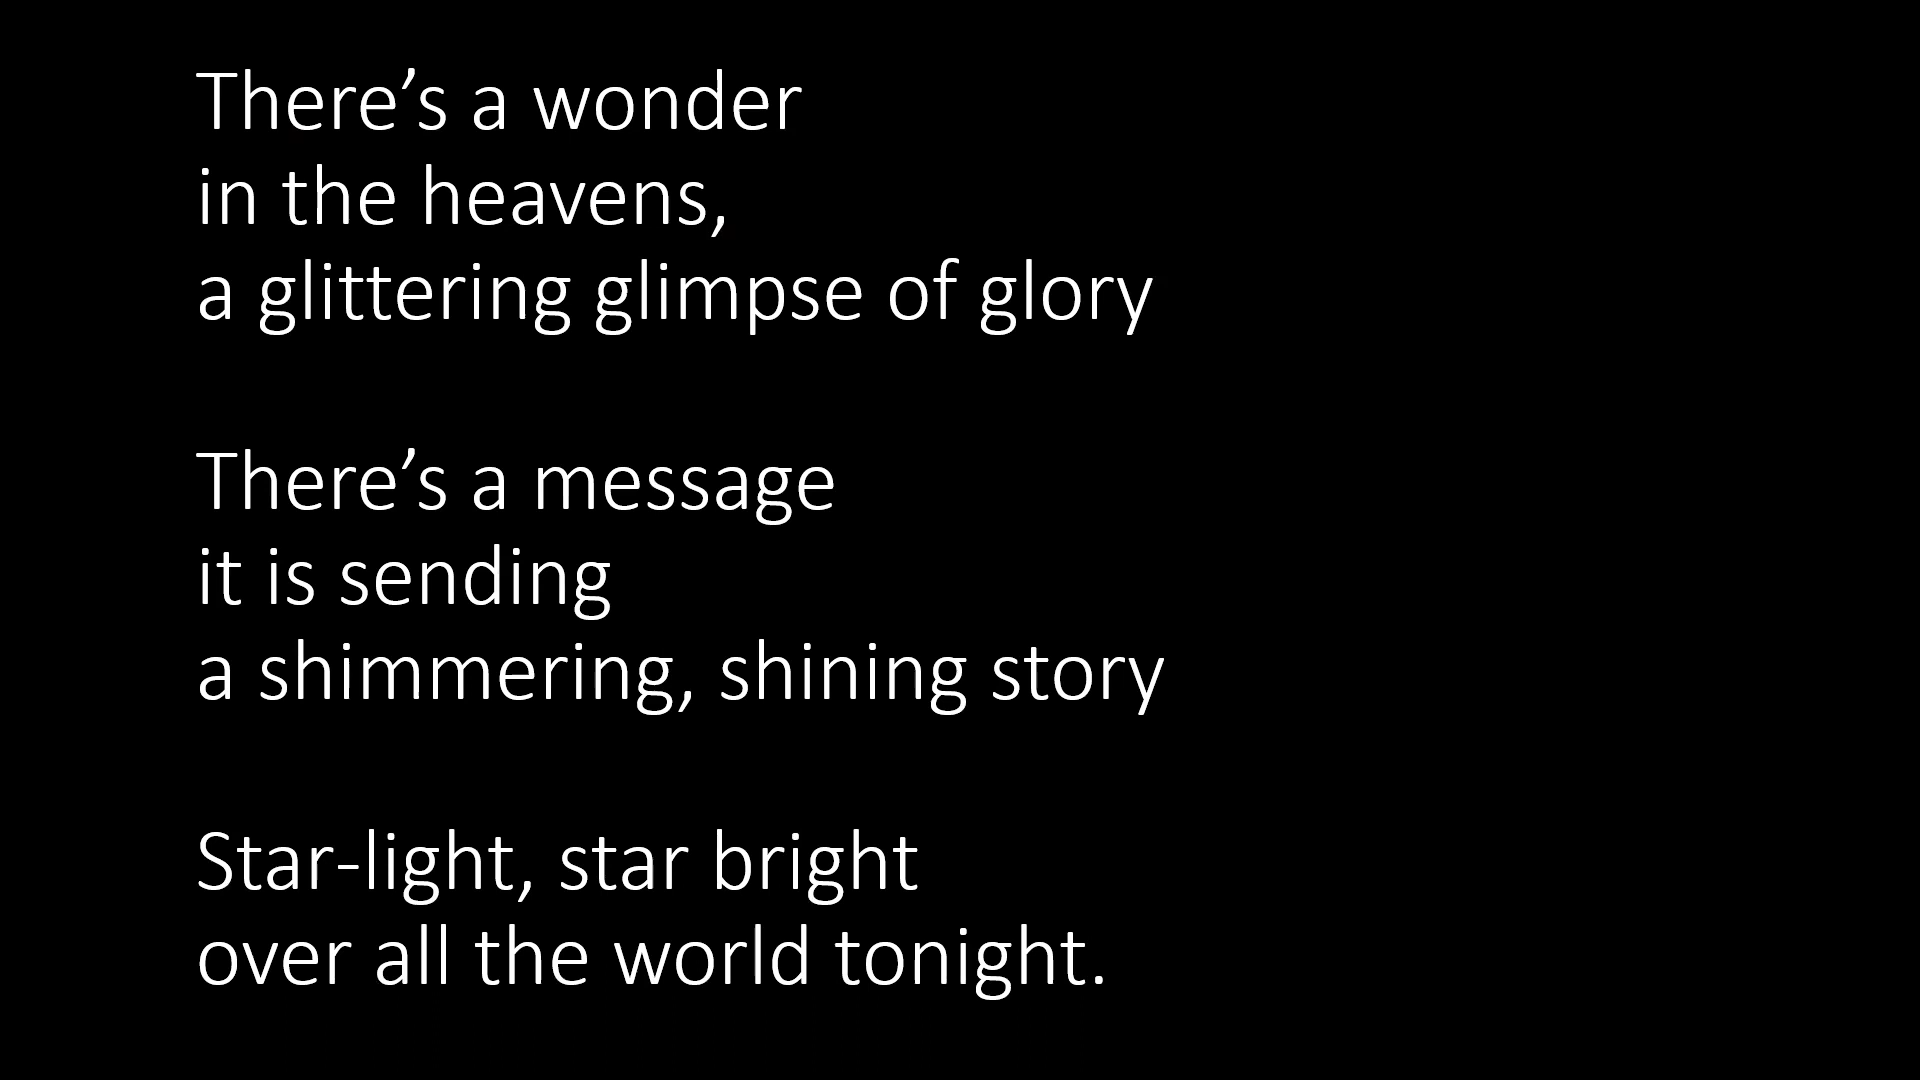 There’s a wonder
in the heavens,
a glittering glimpse of glory
There’s a message
it is sending
a shimmering, shining story
Star-light, star bright
over all the world tonight.